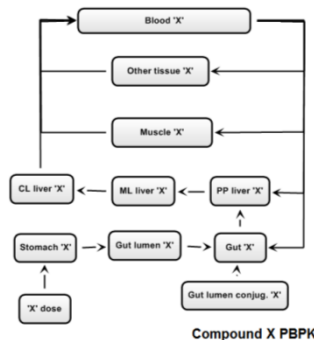 Blood 'X'
Other tissue 'X'
Muscle 'X'
CL liver 'X'
ML liver 'X'
PP liver 'X'
Stomach 'X'
Gut lumen 'X'
Gut 'X'
'X' dose
Gut lumen conjug. 'X'
Compound X PBPK